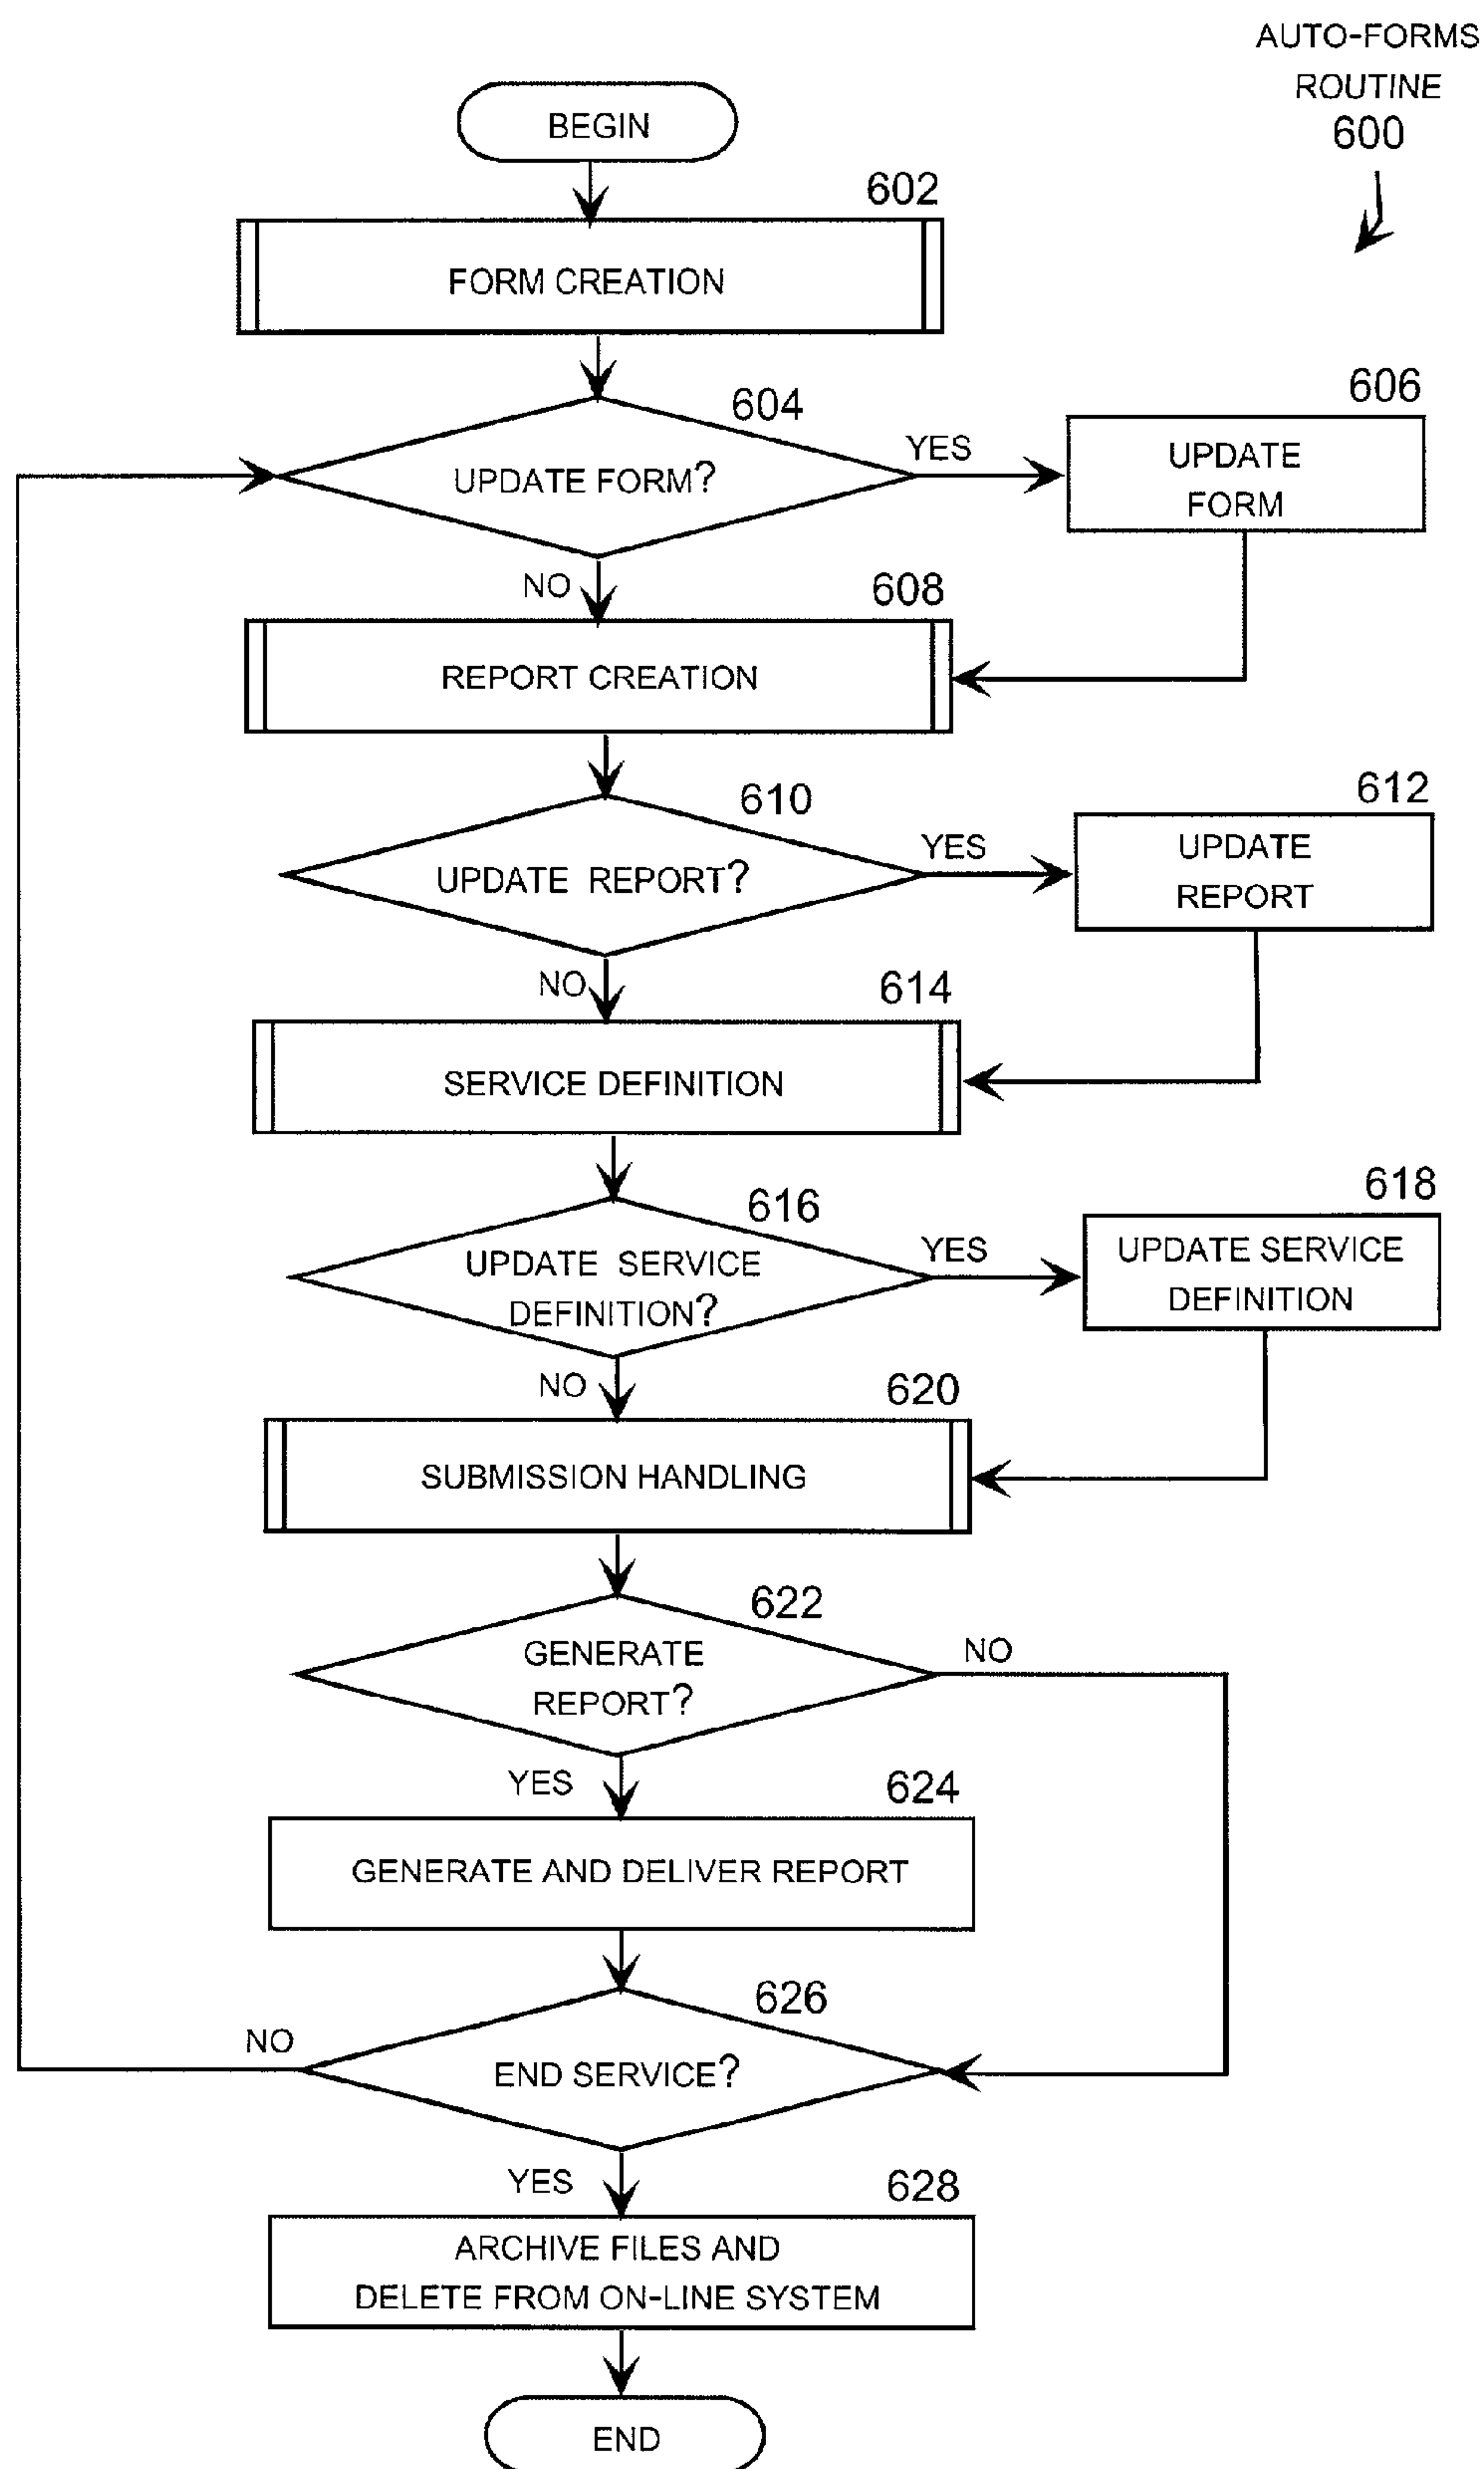 AUTO-FORMS
ROUTINE
600
BEGIN
602
FORM CREATION
604
UPDATE FORM?
YES
606
UPDATE
FORM
NO
608
REPORT CREATION
610
UPDATE REPORT?
YES
612
UPDATE
REPORT
NO
614
SERVICE DEFINITION
616
UPDATE SERVICE
DEFINITION?
YES
618
UPDATE SERVICE
DEFINITION
NO
620
SUBMISSION HANDLING
622
GENERATE
REPORT?
NO
YES
624
GENERATE AND DELIVER REPORT
626
END SERVICE?
NO
YES
628
ARCHIVE FILES AND
DELETE FROM ON-LINE SYSTEM
END